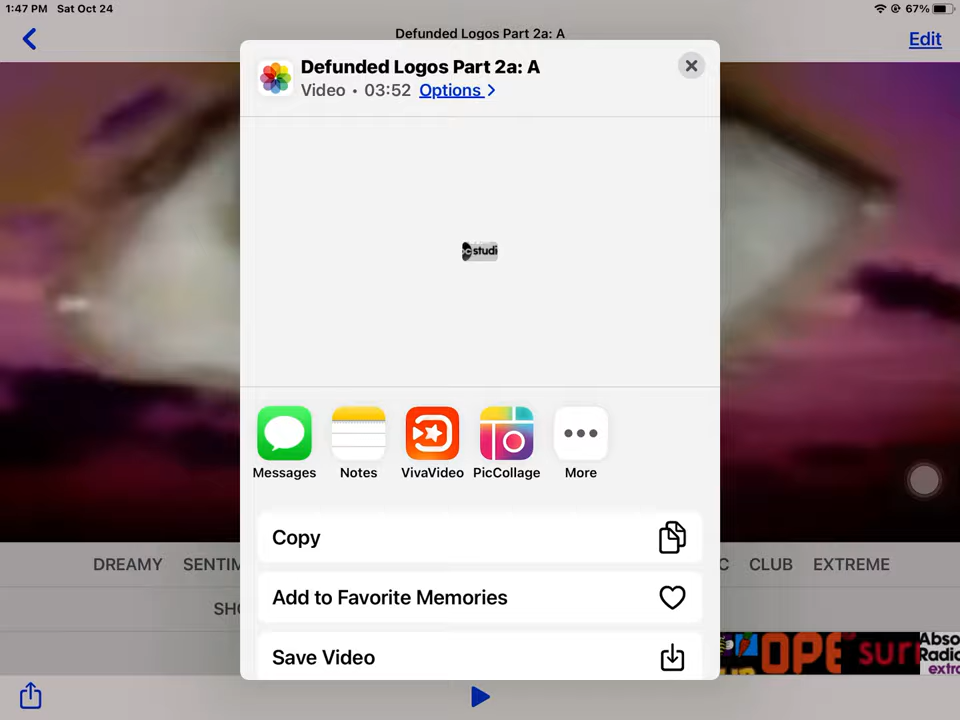 1:47 PM Sat Oct 24
67%
Defunded Logos Part 2a: A
Edit
Defunded Logos Part 2a: A
Video • 03:52 Options >
studi
Messages
Notes
VivaVideo
PicCollage
More
Copy
Add to Favorite Memories
Save Video
DREAMY SENTIM
C CLUB EXTREME
SHO
OPE
surf
Abso
Radio
extra